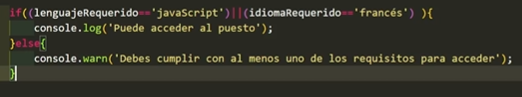 if((lenguajeRequerido=='javaScript')||(idiomaRequerido=='francés') ){
    console.log('Puede acceder al puesto');
}else{
    console.warn('Debes cumplir con al menos uno de los requisitos para acceder');
}